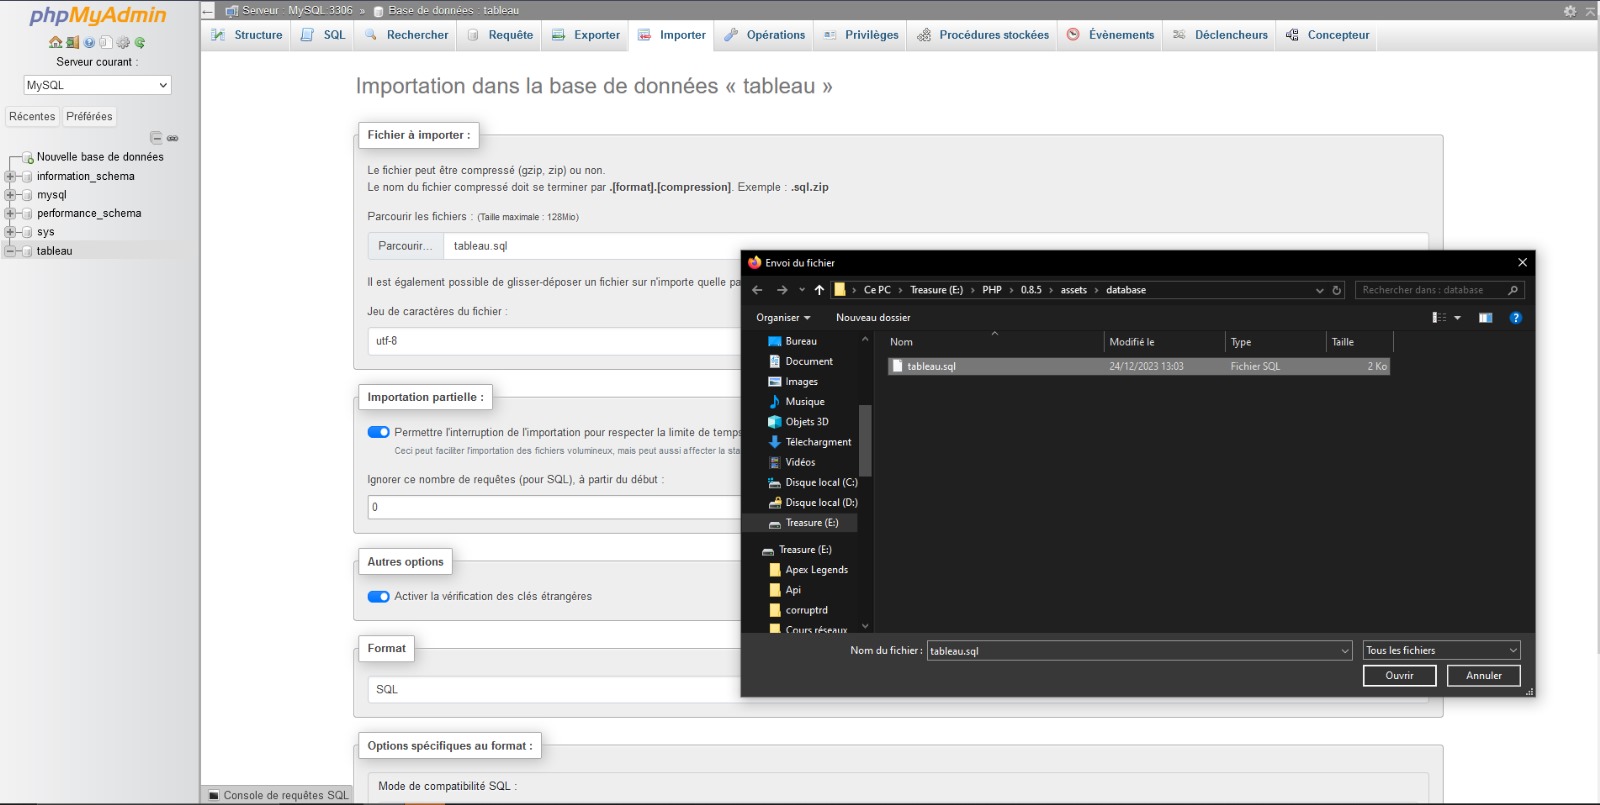 phpMyAdmin
Serveur courant :
MySQL
Récentes
Préférées
Nouvelle base de données
information_schema
mysql
performance_schema
sys
tableau
Serveur : MySQL:3306 » Base de données : tableau
Structure
SQL
Rechercher
Requête
Exporter
Importer
Opérations
Privilèges
Procédures stockées
Évènements
Déclencheurs
Concepteur
Importation dans la base de données « tableau »
Fichier à importer :
Le fichier peut être compressé (gzip, zip) ou non.
Le nom du fichier compressé doit se terminer par .[format].[compression]. Exemple : .sql.zip
Parcourir les fichiers : (Taille maximale : 128Mio)
Parcourir... tableau.sql
Il est également possible de glisser-déposer un fichier sur n'importe quelle pa
Jeu de caractères du fichier :
utf-8
Importation partielle :
Permettre l'interruption de l'importation pour respecter la limite de temps
Ceci peut faciliter l'importation des fichiers volumineux, mais peut aussi affecter la sta
Ignorer ce nombre de requêtes (pour SQL), à partir du début :
0
Autres options
Activer la vérification des clés étrangères
Format
SQL
Options spécifiques au format :
Mode de compatibilité SQL :
Console de requêtes SQL
Envoi du fichier
Ce PC > Treasure (E:) > PHP > 0.8.5 > assets > database
Rechercher dans : database
Organiser
Nouveau dossier
Bureau
Document
Images
Musique
Objets 3D
Télechargment
Vidéos
Disque local (C:)
Disque local (D:)
Treasure (E:)
Treasure (E:)
Apex Legends
Api
corruptrd
Cours réseaux
Nom
Modifié le
Type
Taille
tableau.sql
24/12/2023 13:03
Fichier SQL
2 Ko
Nom du fichier : tableau.sql
Tous les fichiers
Ouvrir
Annuler